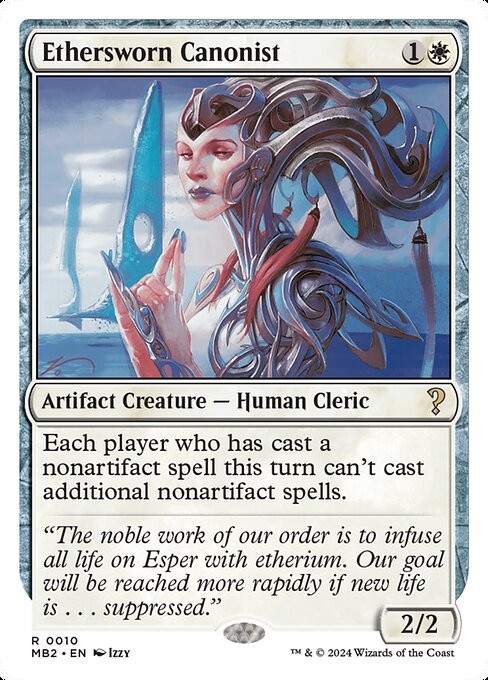 Ethersworn Canonist 1
Artifact Creature — Human Cleric
Each player who has cast a
nonartifact spell this turn can't cast
additional nonartifact spells.
“The noble work of our order is to infuse
all life on Esper with etherium. Our goal
will be reached more rapidly if new life
is . . . suppressed.”
2/2
R 0010
MB2 • EN Izzy
™ & © 2024 Wizards of the Coast